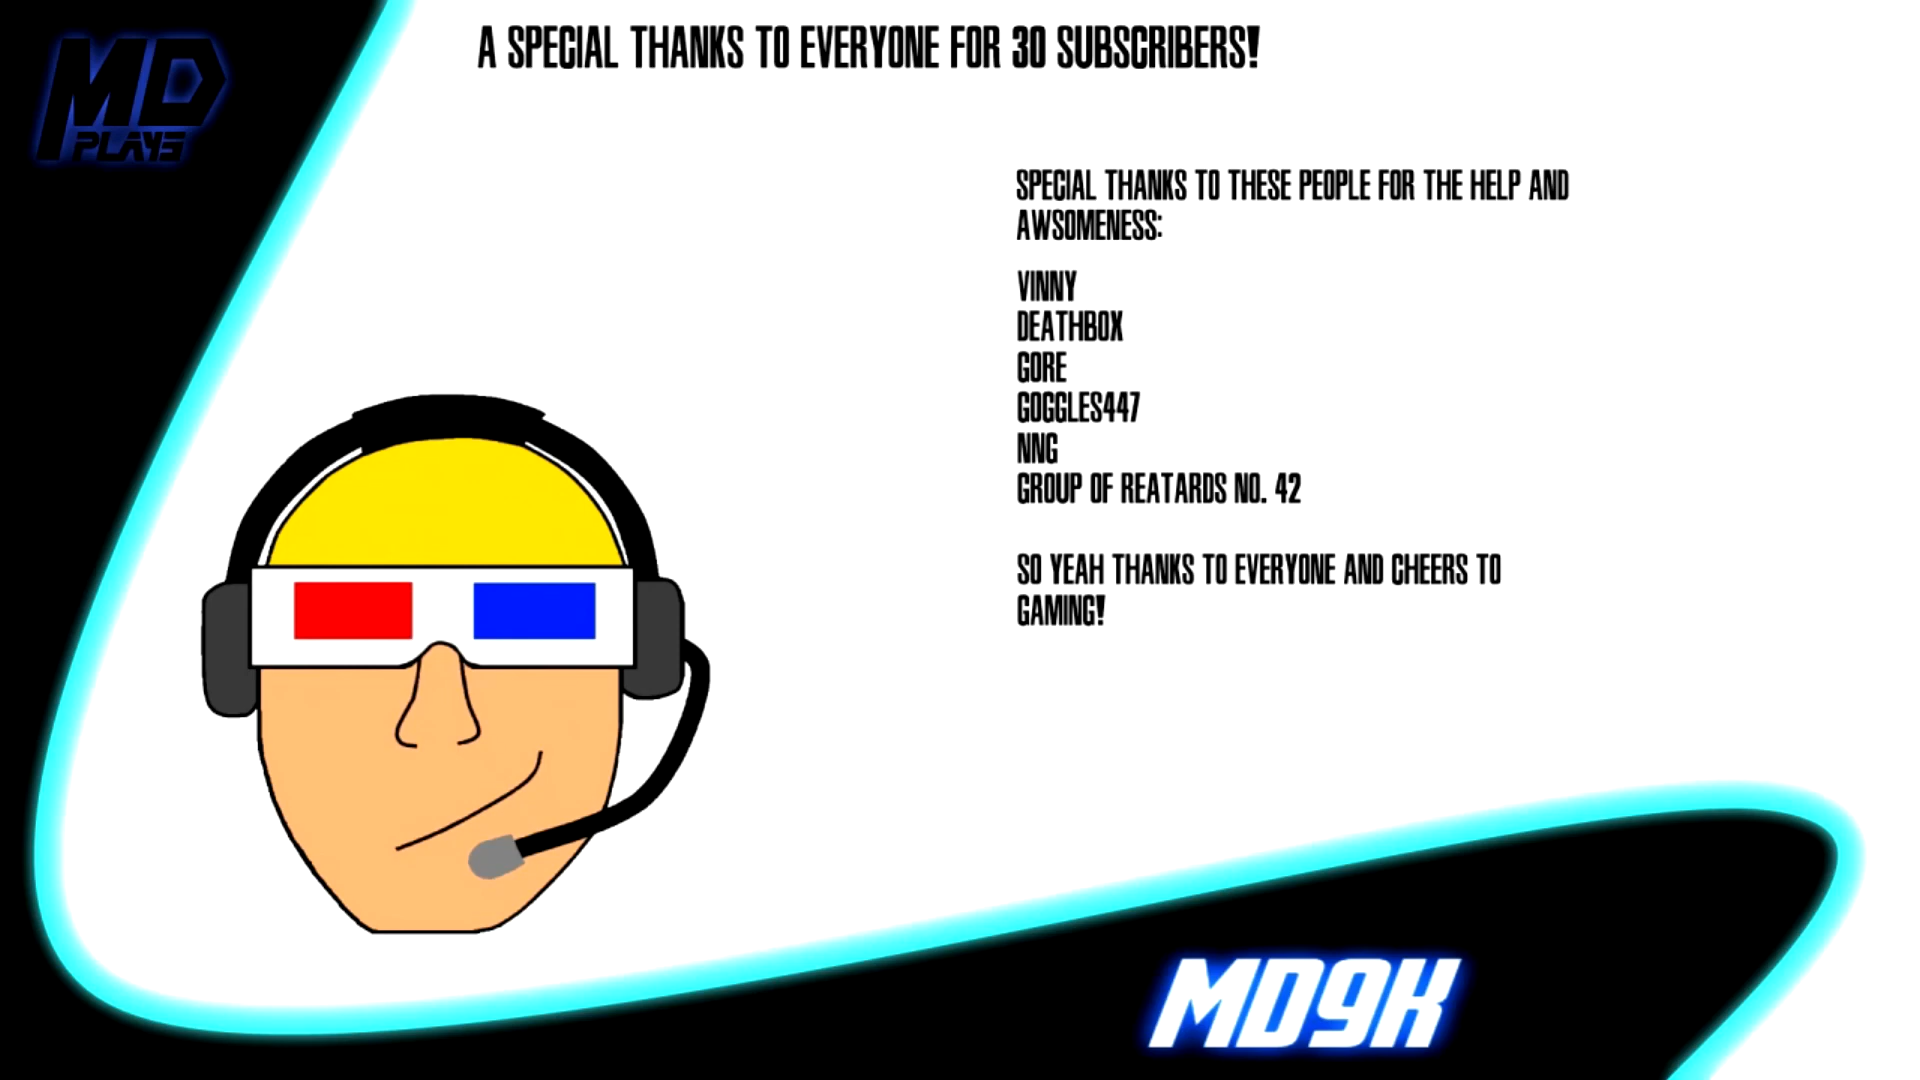 MD
PLAYS
A SPECIAL THANKS TO EVERYONE FOR 30 SUBSCRIBERS!
SPECIAL THANKS TO THESE PEOPLE FOR THE HELP AND
AWSOMENESS:
VINNY
DEATHBOX
GORE
GOGGLES447
NNG
GROUP OF REATARDS NO. 42
SO YEAH THANKS TO EVERYONE AND CHEERS TO
GAMING!
MD9K